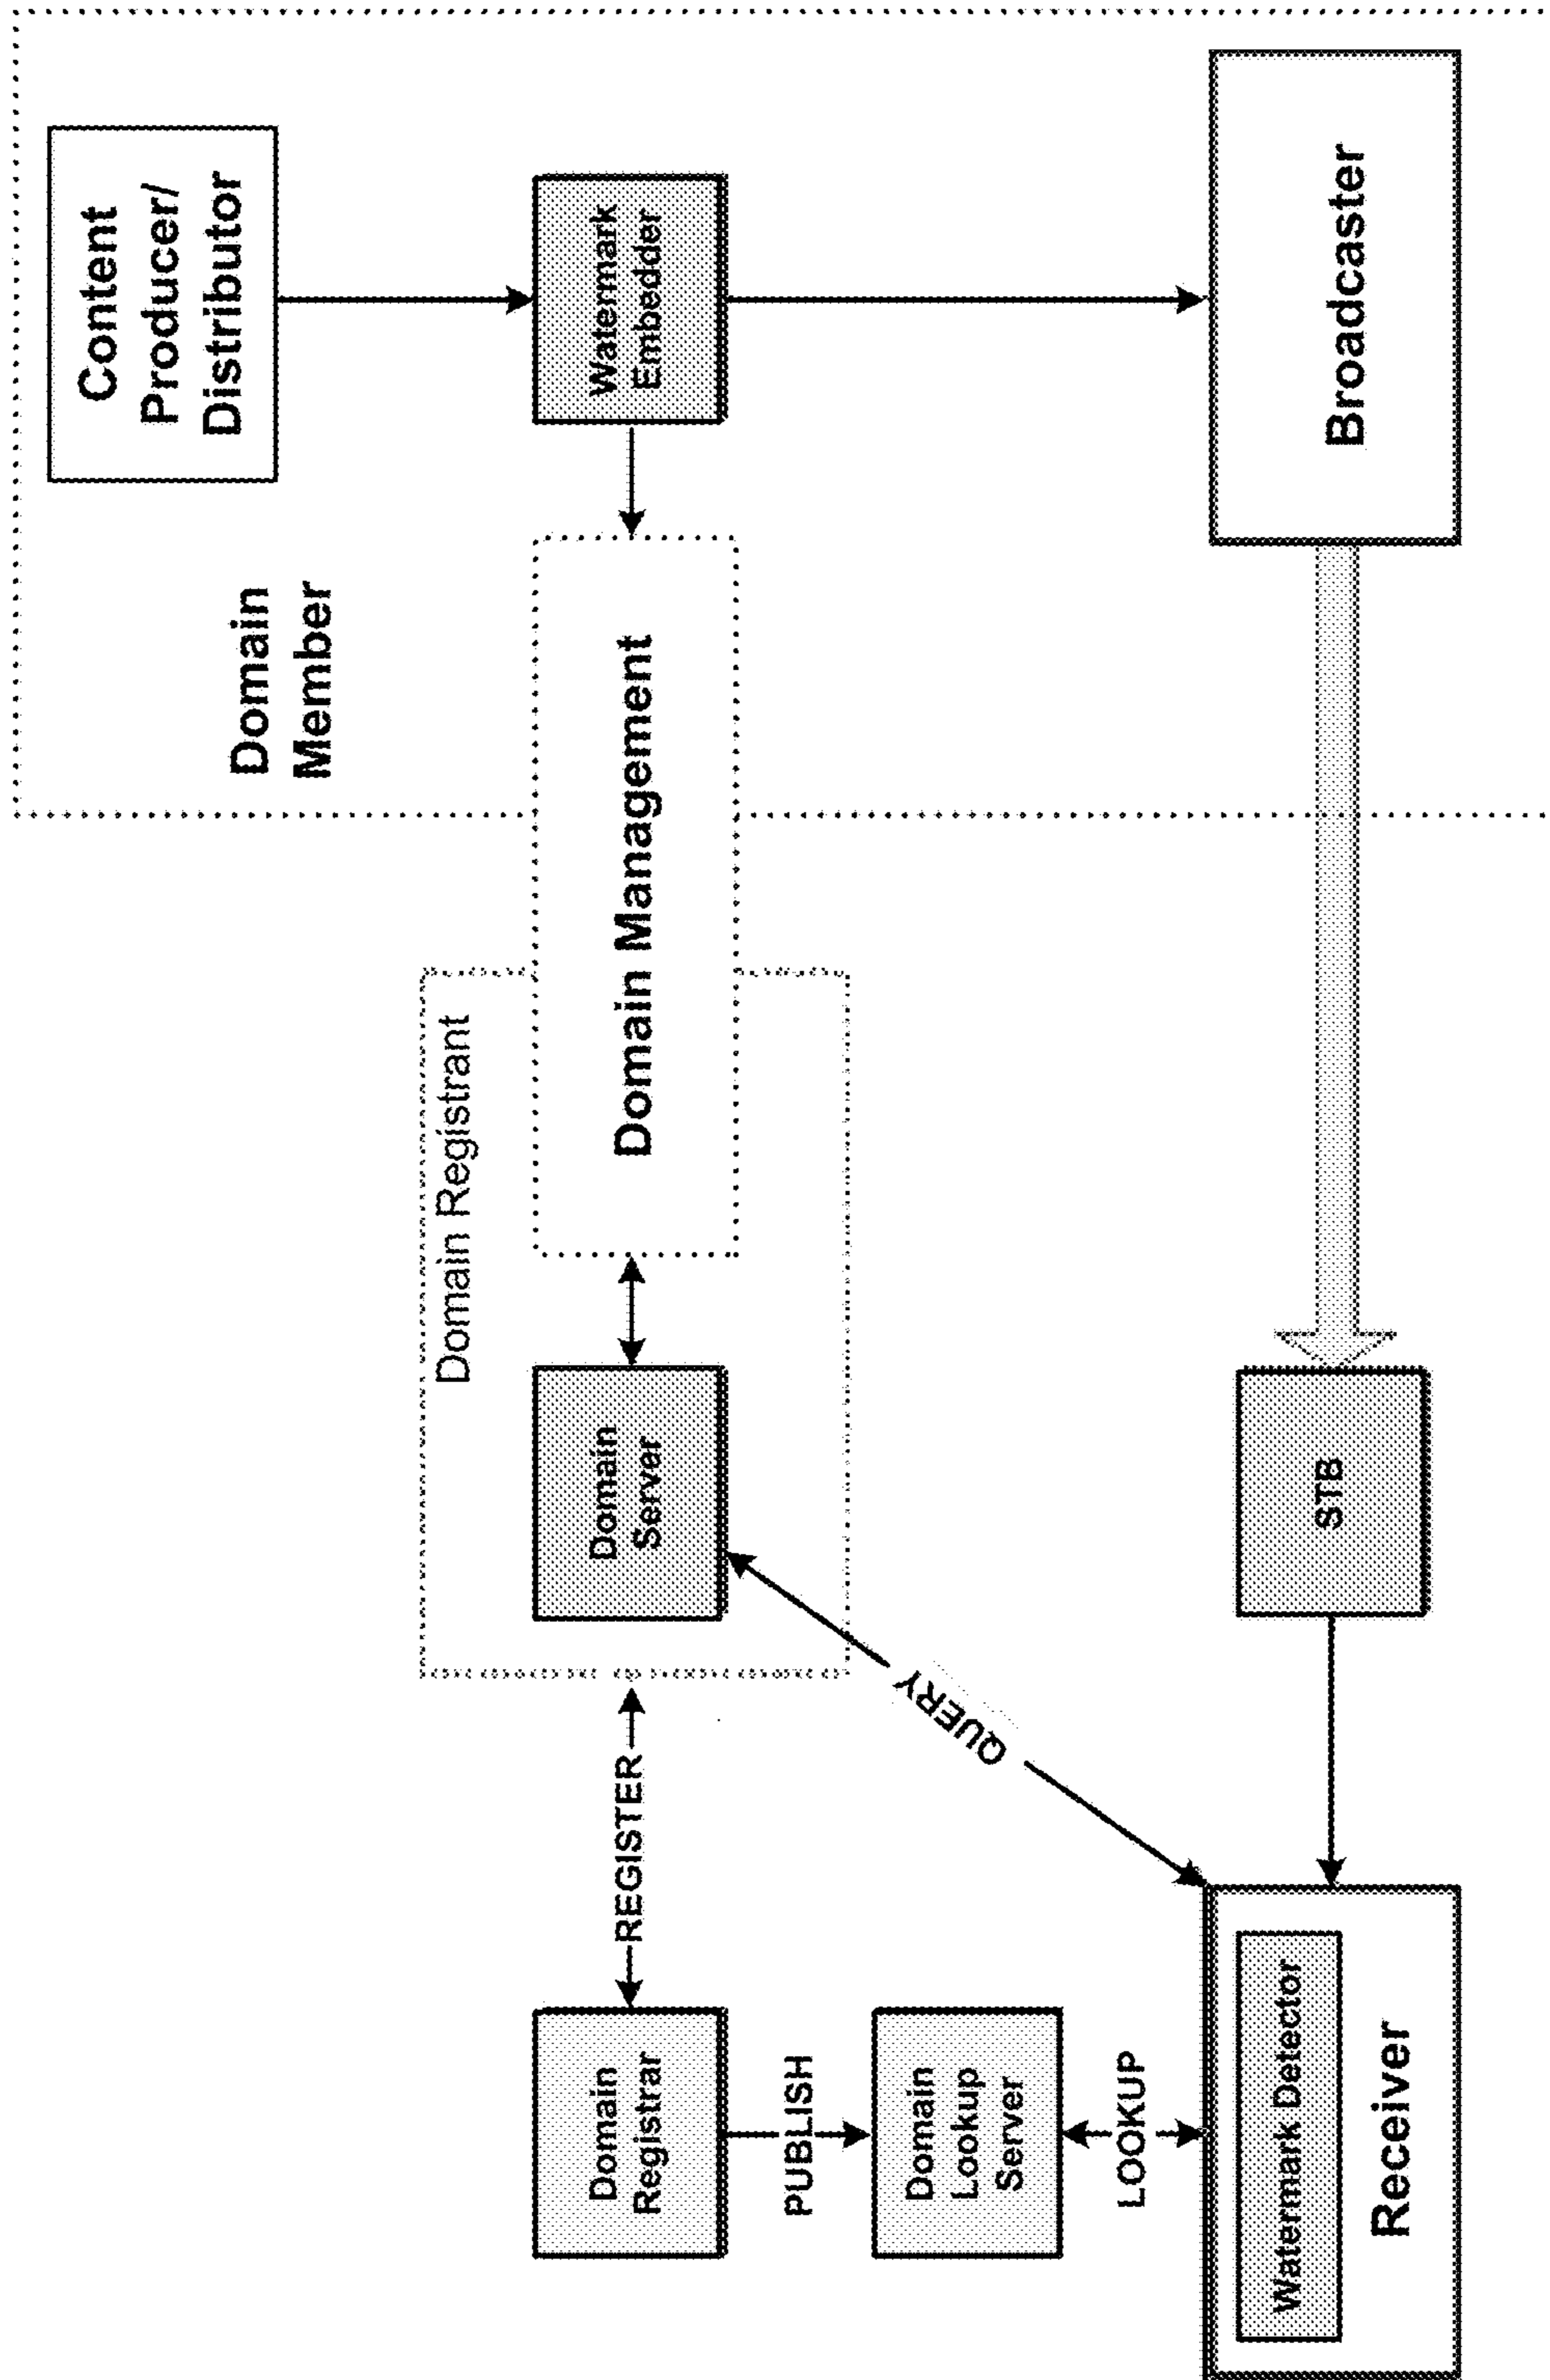 Content
Producer/
Distributor
Domain
Member
Watermark
Embedder
Domain Registrant
Domain Management
Domain
Server
REGISTER
Domain
Registrar
PUBLISH
Domain
Lookup
Server
LOOKUP
QUERY
Broadcaster
STB
Watermark Detector
Receiver